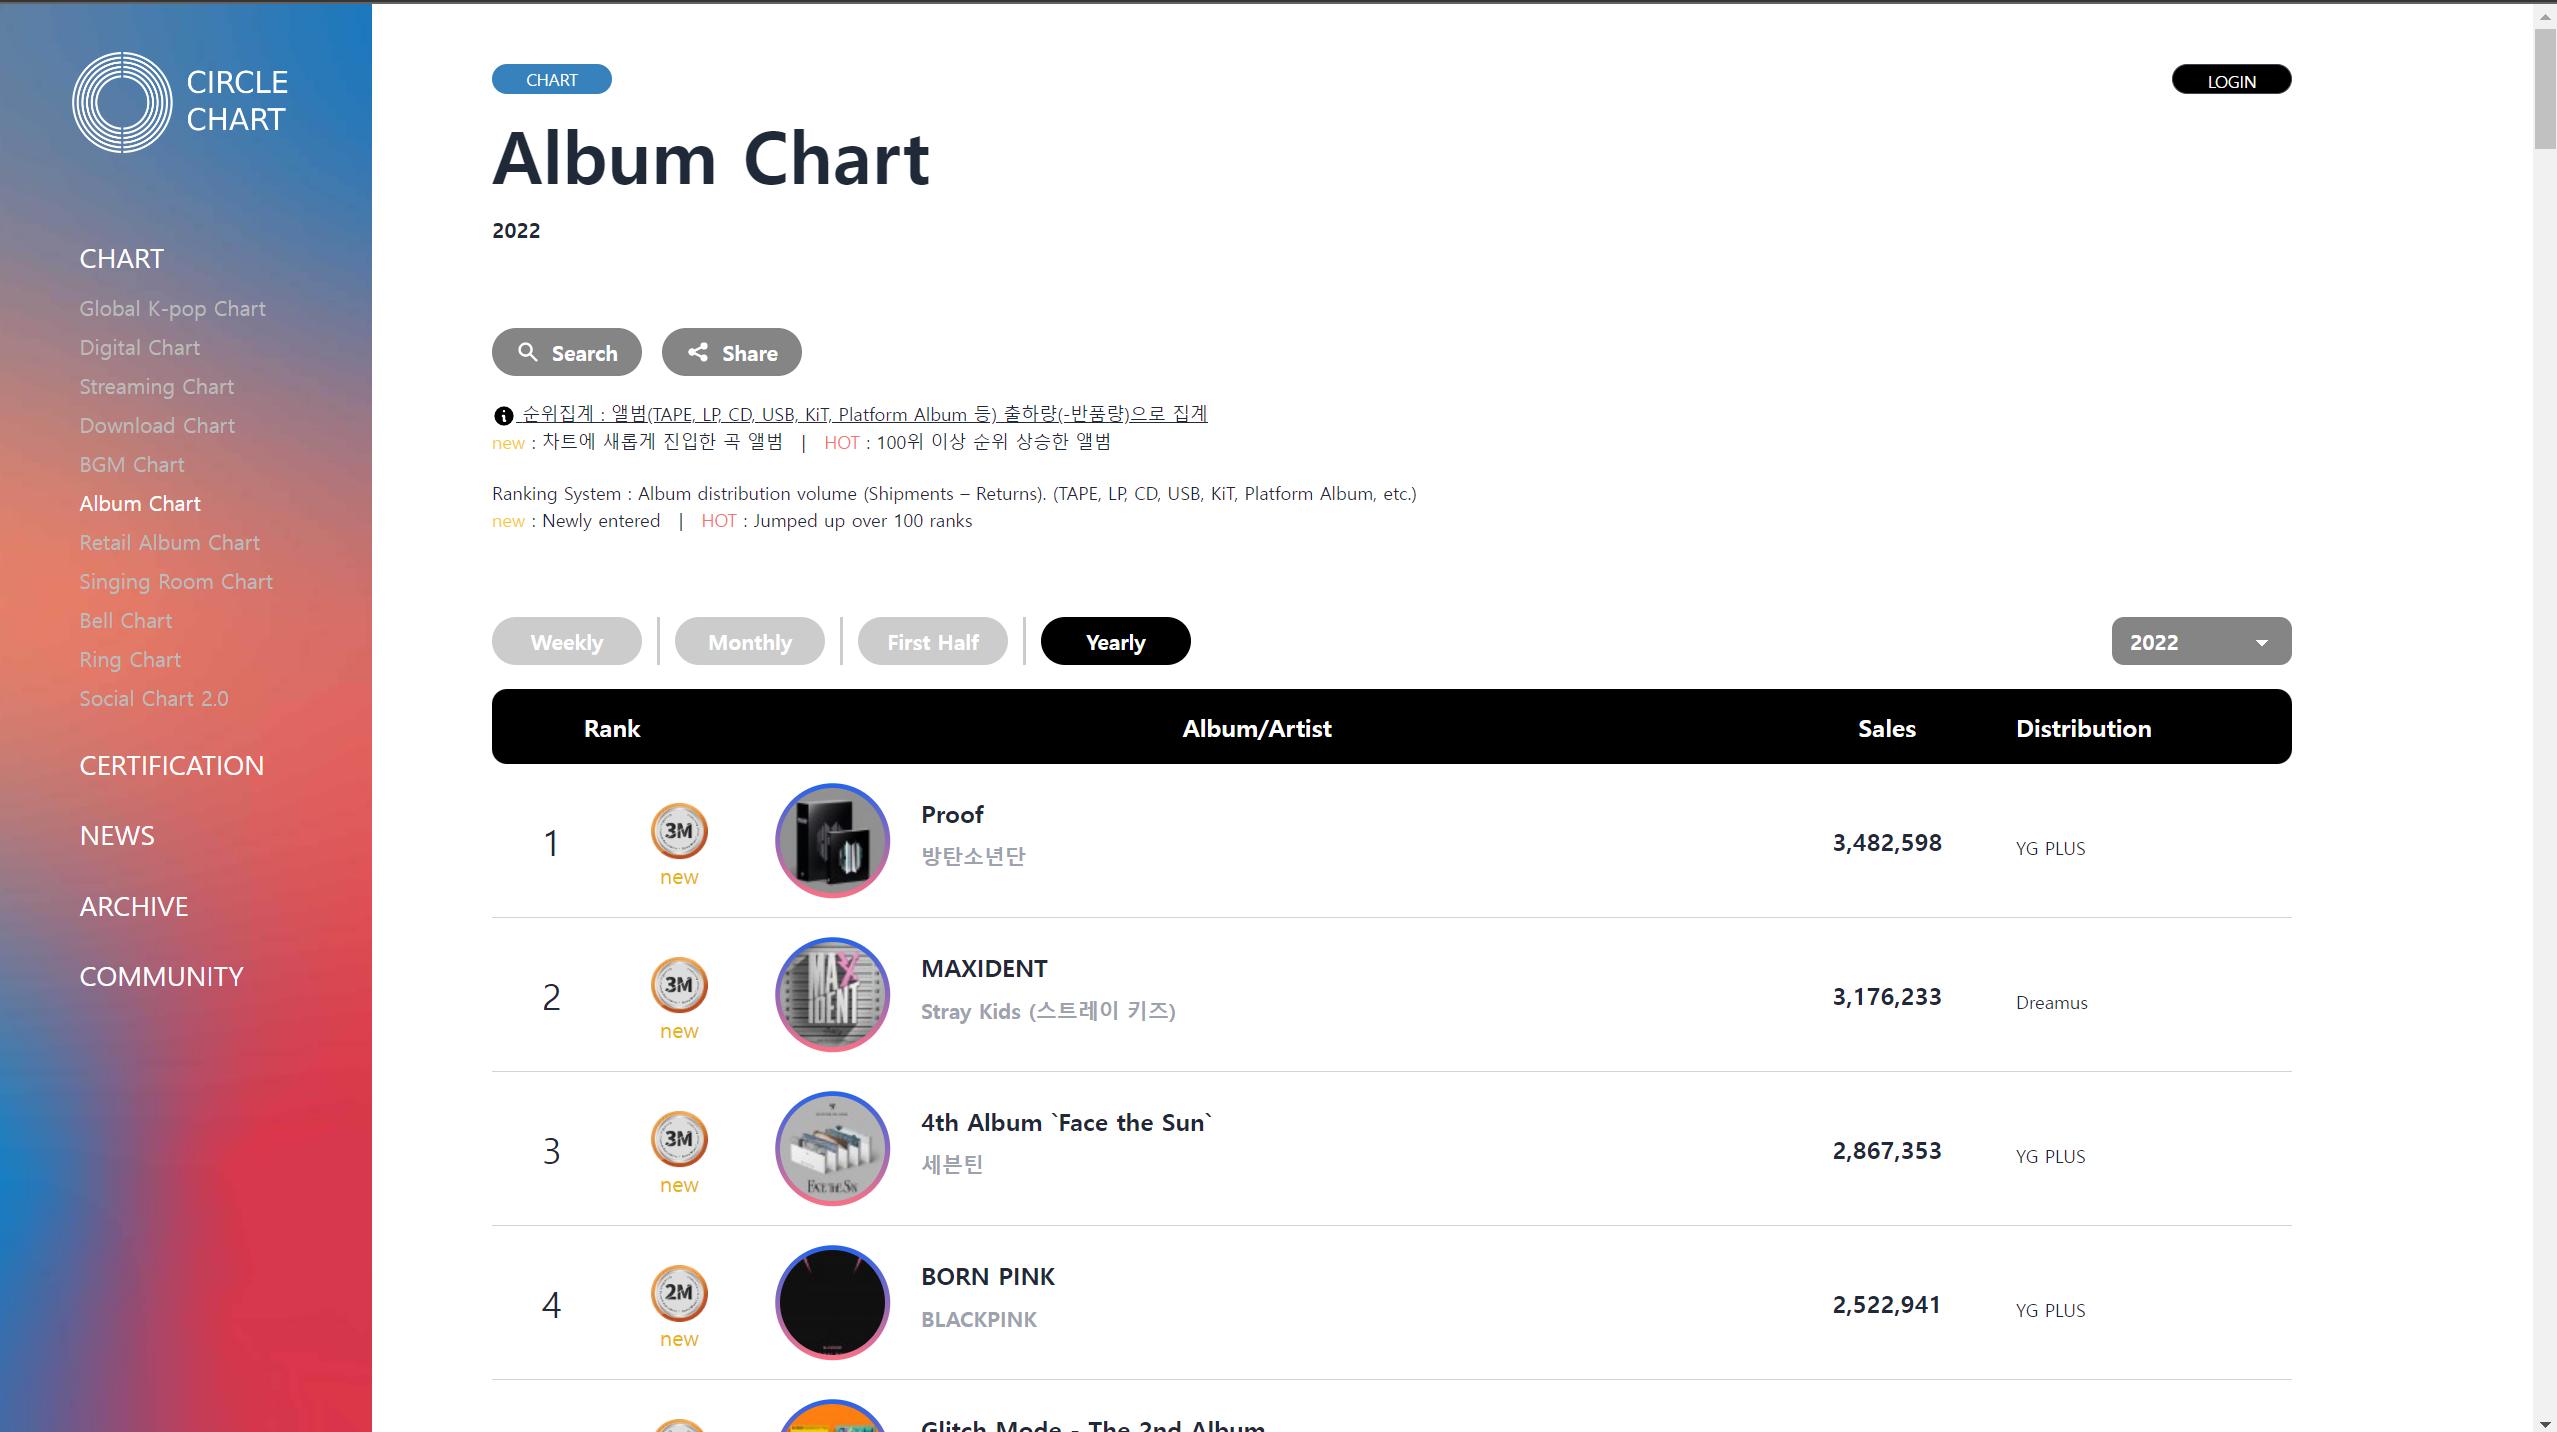 CIRCLE
CHART
CHART
Global K-pop Chart
Digital Chart
Streaming Chart
Download Chart
BGM Chart
Album Chart
Retail Album Chart
Singing Room Chart
Bell Chart
Ring Chart
Social Chart 2.0
CERTIFICATION
NEWS
ARCHIVE
COMMUNITY
CHART
LOGIN
Album Chart
2022
Search
Share
순위집계 : 앨범(TAPE, LP, CD, USB, KiT, Platform Album 등) 출하량(-반품량)으로 집계
new : 차트에 새롭게 진입한 곡 앨범 | HOT : 100위 이상 순위 상승한 앨범
Ranking System : Album distribution volume (Shipments – Returns). (TAPE, LP, CD, USB, KiT, Platform Album, etc.)
new : Newly entered | HOT : Jumped up over 100 ranks
Weekly | Monthly | First Half | Yearly
2022
Rank Album/Artist Sales Distribution
1
3M
new
Proof
방탄소년단
3,482,598
YG PLUS
2
3M
new
MAXIDENT
MAXIDENT
Stray Kids (스트레이 키즈)
3,176,233
Dreamus
3
3M
new
FACE THE SUN
4th Album `Face the Sun`
세븐틴
2,867,353
YG PLUS
4
2M
new
BORN PINK
BLACKPINK
2,522,941
YG PLUS
Glitch Mode - The 2nd Album